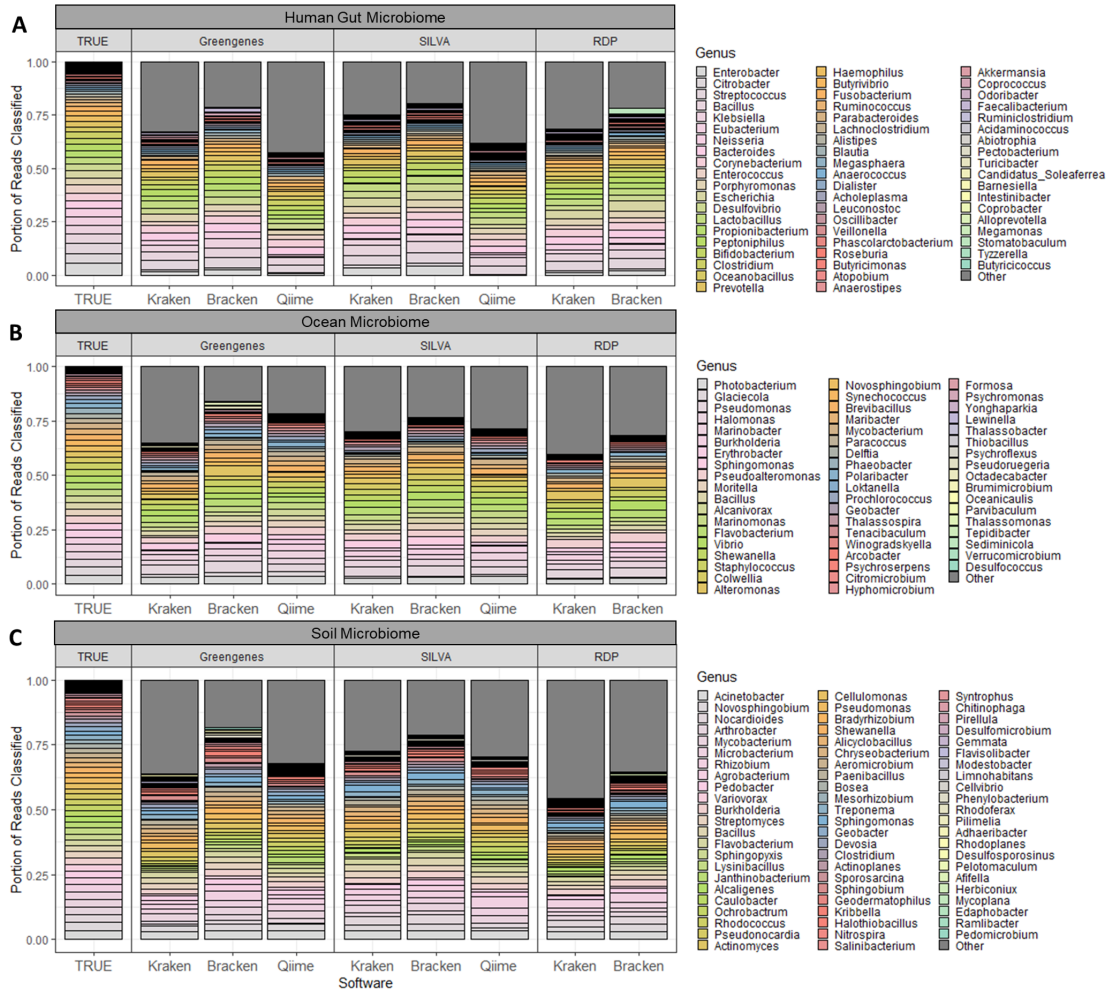 A
Human Gut Microbiome
TRUE
Greengenes
SILVA
RDP
Portion of Reads Classified
1.00
0.75
0.50
0.25
0.00
TRUE
Kraken
Bracken
Qiime
Kraken
Bracken
Qiime
Kraken
Bracken
Genus
Enterobacter
Citrobacter
Streptococcus
Bacillus
Klebsiella
Eubacterium
Neisseria
Bacteroides
Corynebacterium
Enterococcus
Porphyromonas
Escherichia
Desulfovibrio
Lactobacillus
Propionibacterium
Peptoniphilus
Bifidobacterium
Clostridium
Oceanobacillus
Prevotella
Haemophilus
Butyrivibrio
Fusobacterium
Ruminococcus
Parabacteroides
Lachnoclostridium
Alistipes
Blautia
Megasphaera
Anaerococcus
Dialister
Acholeplasma
Leuconostoc
Oscillibacter
Veillonella
Phascolarctobacterium
Roseburia
Butyricimonas
Atopobium
Anaerostipes
Akkermansia
Coprococcus
Odoribacter
Faecalibacterium
Ruminiclostridium
Acidaminococcus
Abiotrophia
Pectobacterium
Turicibacter
Candidatus_Soleaferrea
Barnesiella
Intestinibacter
Coprobacter
Alloprevotella
Megamonas
Stomatobaculum
Tyzzerella
Butyricicoccus
Other
B
Ocean Microbiome
TRUE
Greengenes
SILVA
RDP
Portion of Reads Classified
1.00
0.75
0.50
0.25
0.00
TRUE
Kraken
Bracken
Qiime
Kraken
Bracken
Qiime
Kraken
Bracken
Genus
Photobacterium
Glaciecola
Pseudomonas
Halomonas
Marinobacter
Burkholderia
Erythrobacter
Sphingomonas
Pseudoalteromonas
Moritella
Bacillus
Alcanivorax
Marinomonas
Flavobacterium
Vibrio
Shewanella
Staphylococcus
Colwellia
Alteromonas
Novosphingobium
Synechococcus
Brevibacillus
Maribacter
Mycobacterium
Paracoccus
Delftia
Phaeobacter
Polaribacter
Loktanella
Prochlorococcus
Geobacter
Thalassospira
Tenacibaculum
Winogradskyella
Arcobacter
Psychroserpens
Citromicrobium
Hyphomicrobium
Formosa
Psychromonas
Yonghaparkia
Lewinella
Thalassobacter
Thiobacillus
Psychroflexus
Pseudoruegeria
Octadecabacter
Brumimicrobium
Oceanicaulis
Parvibaculum
Thalassomonas
Tepidibacter
Sediminicola
Verrucomicrobium
Desulfococcus
Other
C
Soil Microbiome
TRUE
Greengenes
SILVA
RDP
Portion of Reads Classified
1.00
0.75
0.50
0.25
0.00
TRUE
Kraken
Bracken
Qiime
Kraken
Bracken
Qiime
Kraken
Bracken
Software
Genus
Acinetobacter
Novosphingobium
Nocardioides
Arthrobacter
Mycobacterium
Microbacterium
Rhizobium
Agrobacterium
Pedobacter
Variovorax
Burkholderia
Streptomyces
Bacillus
Flavobacterium
Sphingopyxis
Lysinibacillus
Janthinobacterium
Alcaligenes
Caulobacter
Ochrobactrum
Rhodococcus
Pseudonocardia
Actinomyces
Cellulomonas
Pseudomonas
Bradyrhizobium
Shewanella
Alicyclobacillus
Chryseobacterium
Aeromicrobium
Paenibacillus
Bosea
Mesorhizobium
Treponema
Sphingomonas
Geobacter
Devosia
Clostridium
Actinoplanes
Sporosarcina
Sphingobium
Geodermatophilus
Kribbella
Halothiobacillus
Nitrospira
Salinibacterium
Syntrophus
Chitinophaga
Pirellula
Desulfomicrobium
Gemmata
Flavisolibacter
Modestobacter
Limnohabitans
Cellvibrio
Phenylobacterium
Rhodoferax
Pilimelia
Adhaeribacter
Rhodoplanes
Desulfosporosinus
Pelotomaculum
Afifella
Herbiconiux
Mycoplana
Edaphobacter
Ramlibacter
Pedomicrobium
Other